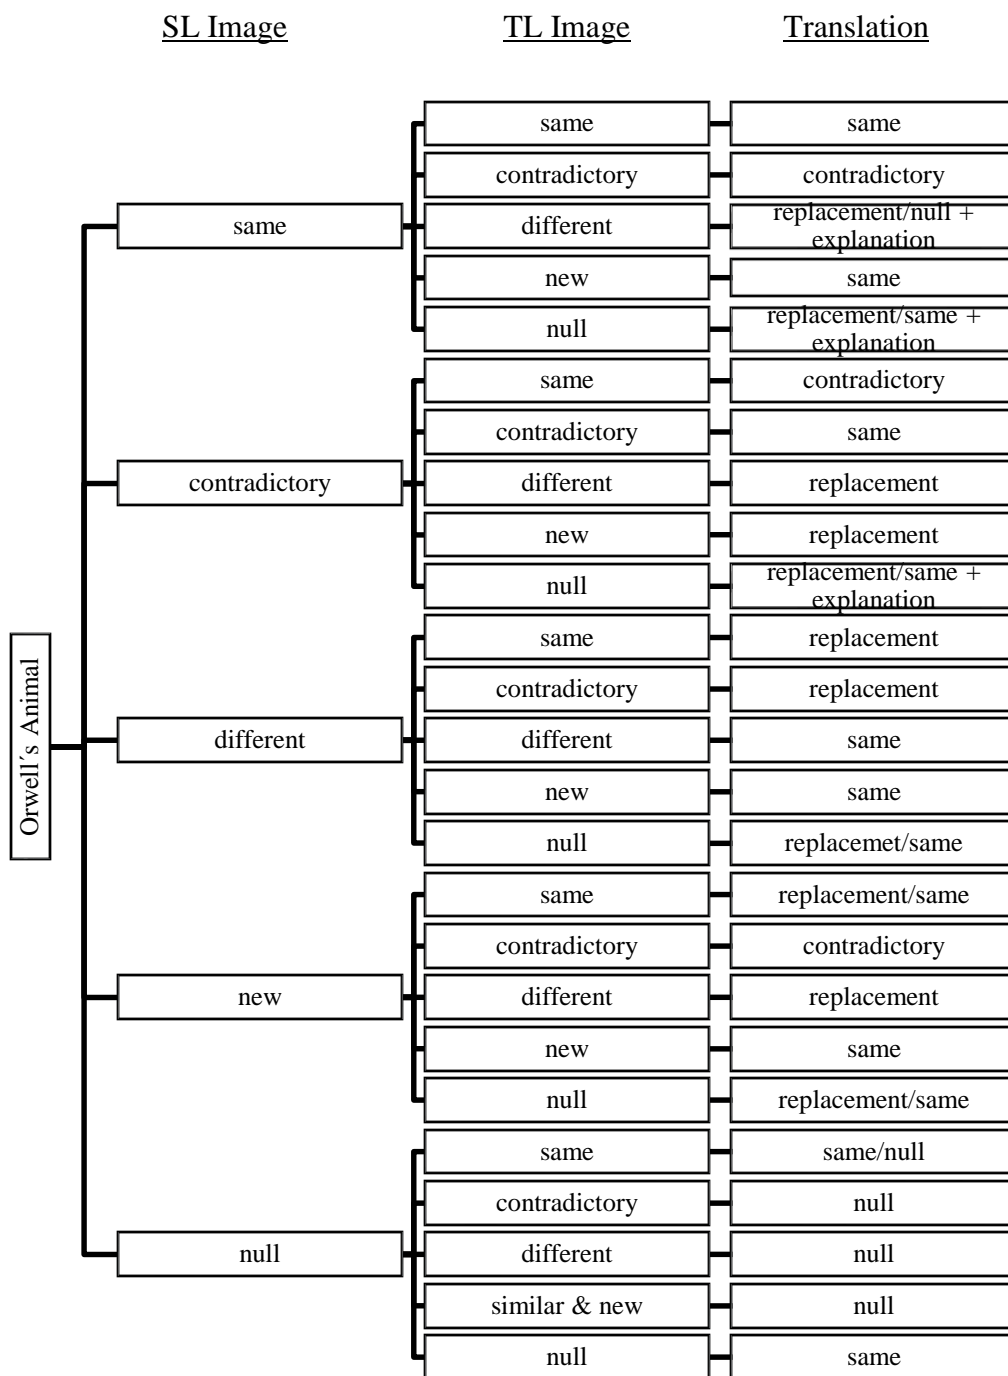 SL Image
TL Image
Translation
same
same
contradictory
contradictory
same
different
replacement/null +
explanation
new
same
null
replacement/same +
explanation
same
contradictory
contradictory
same
contradictory
different
replacement
new
replacement
null
replacement/same +
explanation
Orwell´s Animal
same
replacement
contradictory
replacement
different
different
same
new
same
null
replacemet/same
same
replacement/same
contradictory
contradictory
new
different
replacement
new
same
null
replacement/same
same
same/null
contradictory
null
null
different
null
similar & new
null
null
same